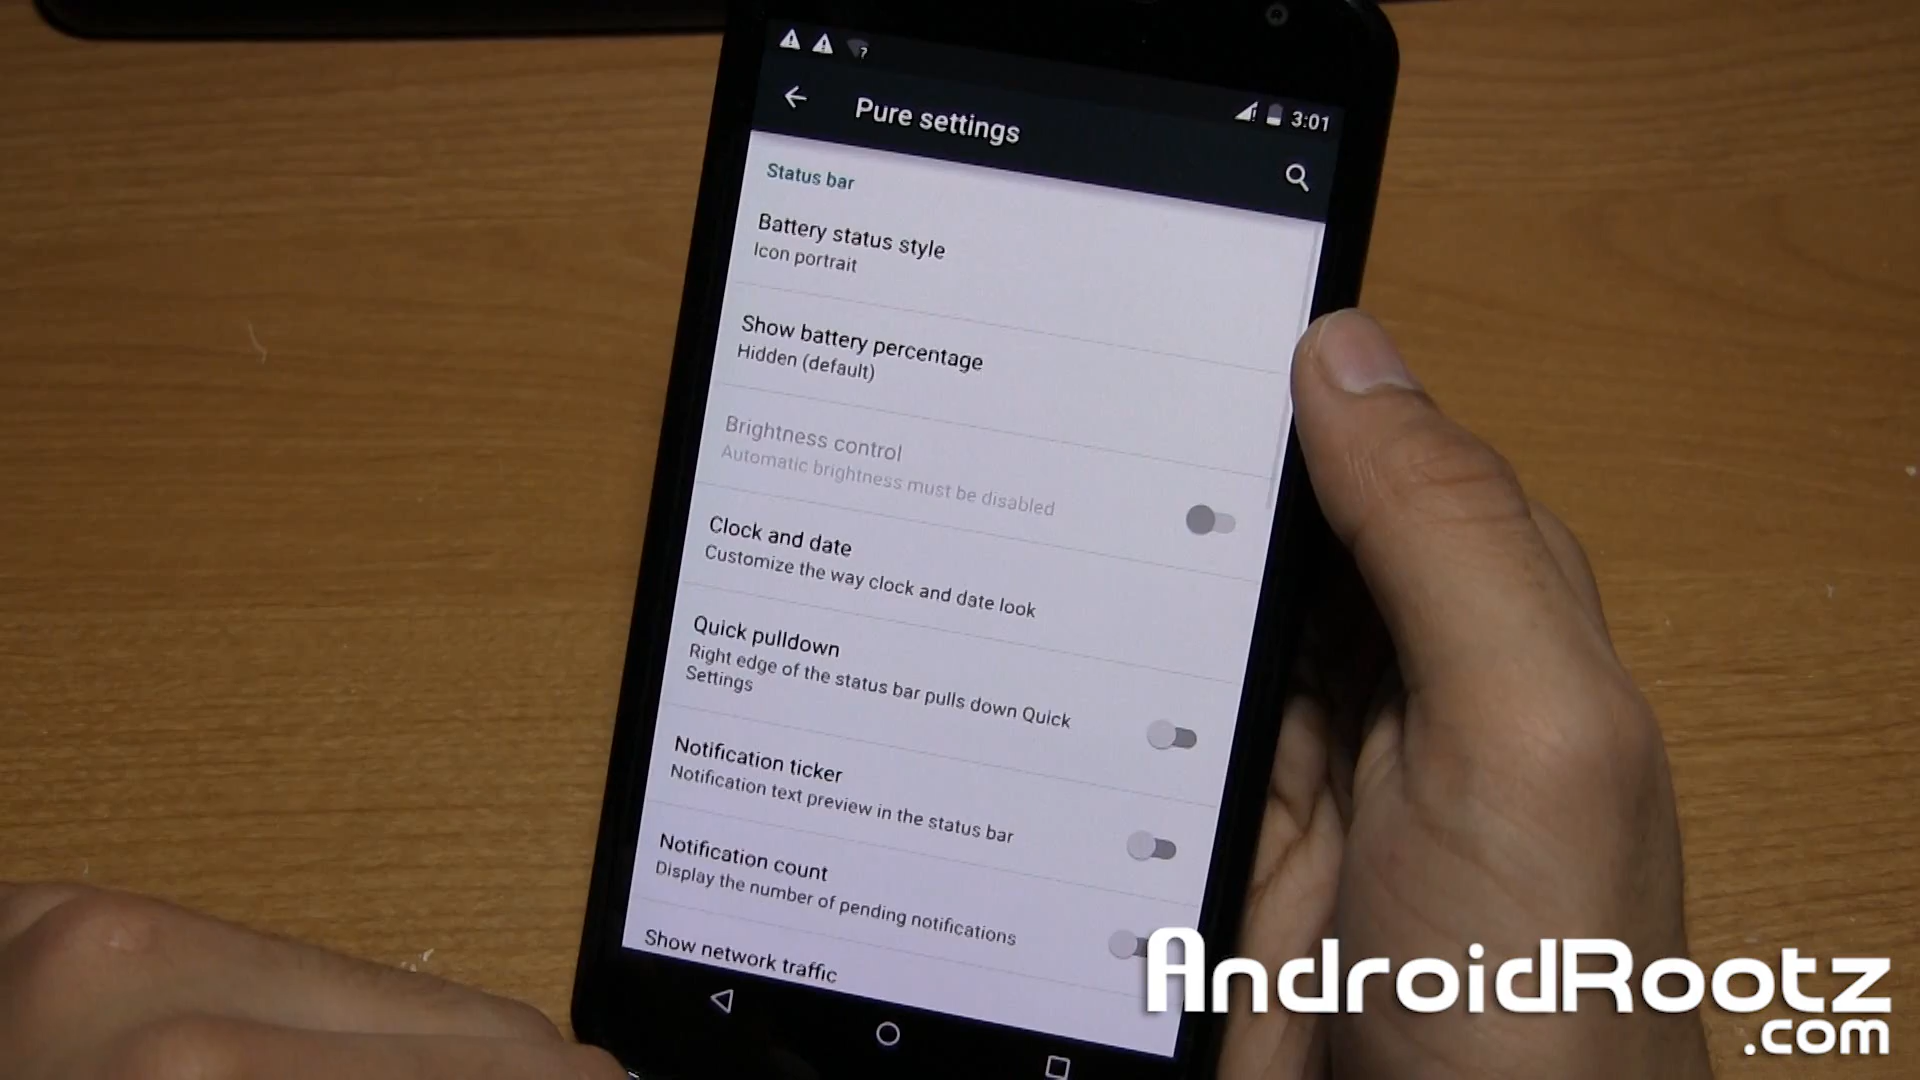 3:01
Pure settings
Status bar
Battery status style
Icon portrait
Show battery percentage
Hidden (default)
Brightness control
Automatic brightness must be disabled
Clock and date
Customize the way clock and date look
Quick pulldown
Right edge of the status bar pulls down Quick
Settings
Notification ticker
Notification text preview in the status bar
Notification count
Display the number of pending notifications
Show network traffic
AndroidRootz
.com